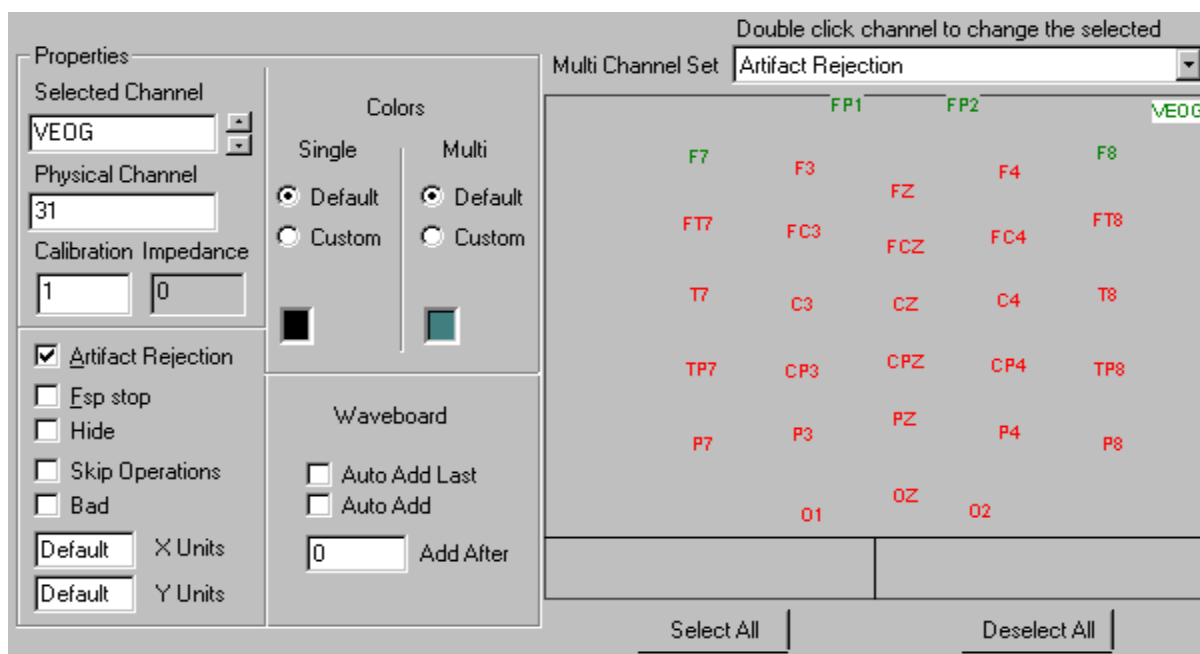 Double click channel to change the selected
Properties
Multi Channel Set Artifact Rejection
Selected Channel
VEOG
Physical Channel
31
Calibration Impedance
1 0
Colors
Single Multi
Default Default
Custom Custom
Artifact Rejection
Fsp stop
Hide
Skip Operations
Bad
Default X Units
Default Y Units
Waveboard
Auto Add Last
Auto Add
0 Add After
FP1 FP2 VEOG
F7 F3 FZ F4 F8
FT7 FC3 FCZ FC4 FT8
T7 C3 CZ C4 T8
TP7 CP3 CPZ CP4 TP8
P7 P3 PZ P4 P8
O1 OZ O2
Select All Deselect All